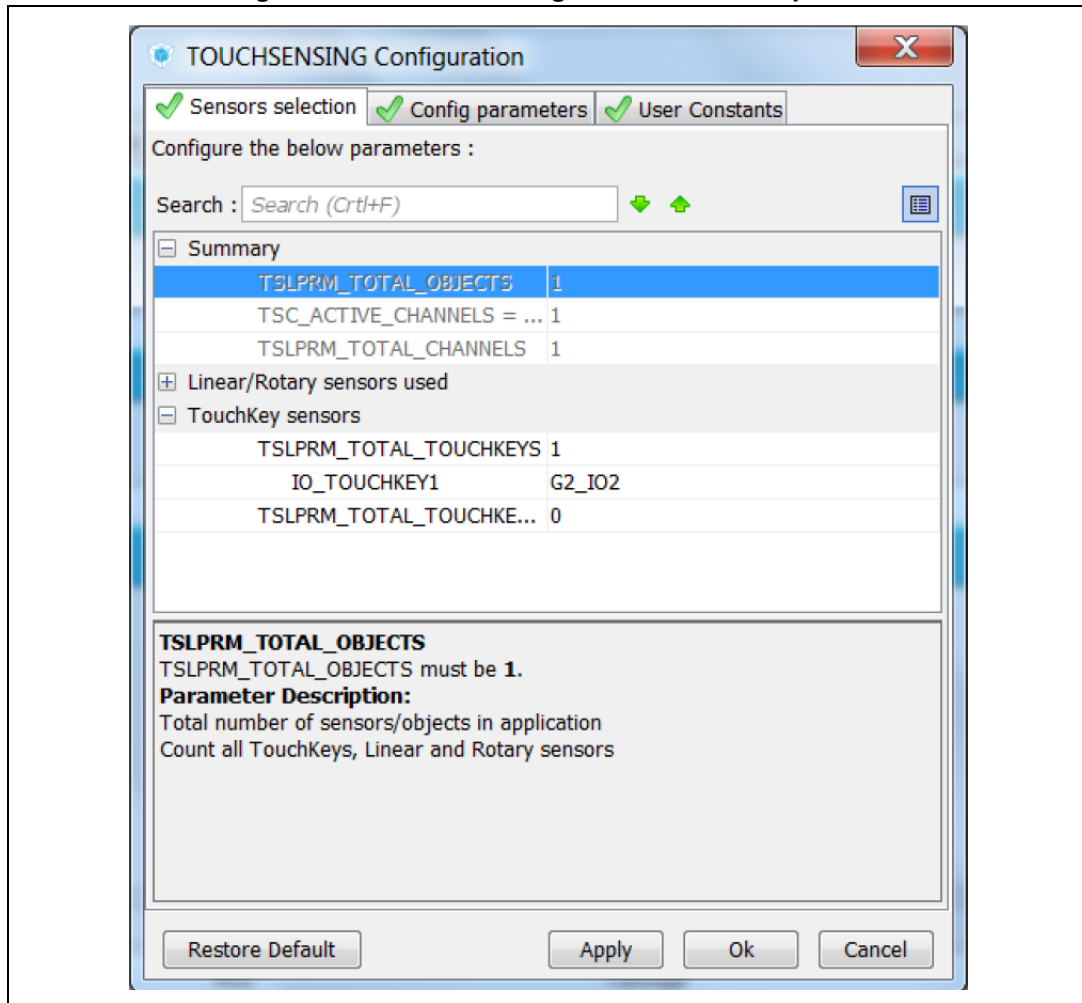 TOUCHSENSING Configuration
X
Sensors selection Config parameters User Constants
Configure the below parameters :
Search : Search (Crtl+F)
Summary
TSLPRM_TOTAL_OBJECTS 1
TSC_ACTIVE_CHANNELS = ... 1
TSLPRM_TOTAL_CHANNELS 1
Linear/Rotary sensors used
TouchKey sensors
TSLPRM_TOTAL_TOUCHKEYS 1
IO_TOUCHKEY1 G2_IO2
TSLPRM_TOTAL_TOUCHKE... 0
TSLPRM_TOTAL_OBJECTS
TSLPRM_TOTAL_OBJECTS must be 1.
Parameter Description:
Total number of sensors/objects in application
Count all TouchKeys, Linear and Rotary sensors
Restore Default Apply Ok Cancel